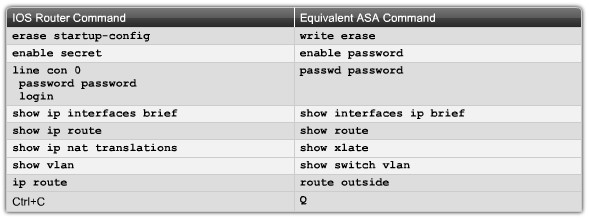 IOS Router Command Equivalent ASA Command
erase startup-config write erase
enable secret enable password
line con 0 passwd password
password password
login
show ip interfaces brief show interfaces ip brief
show ip route show route
show ip nat translations show xlate
show vlan show switch vlan
ip route route outside
Ctrl+C Q